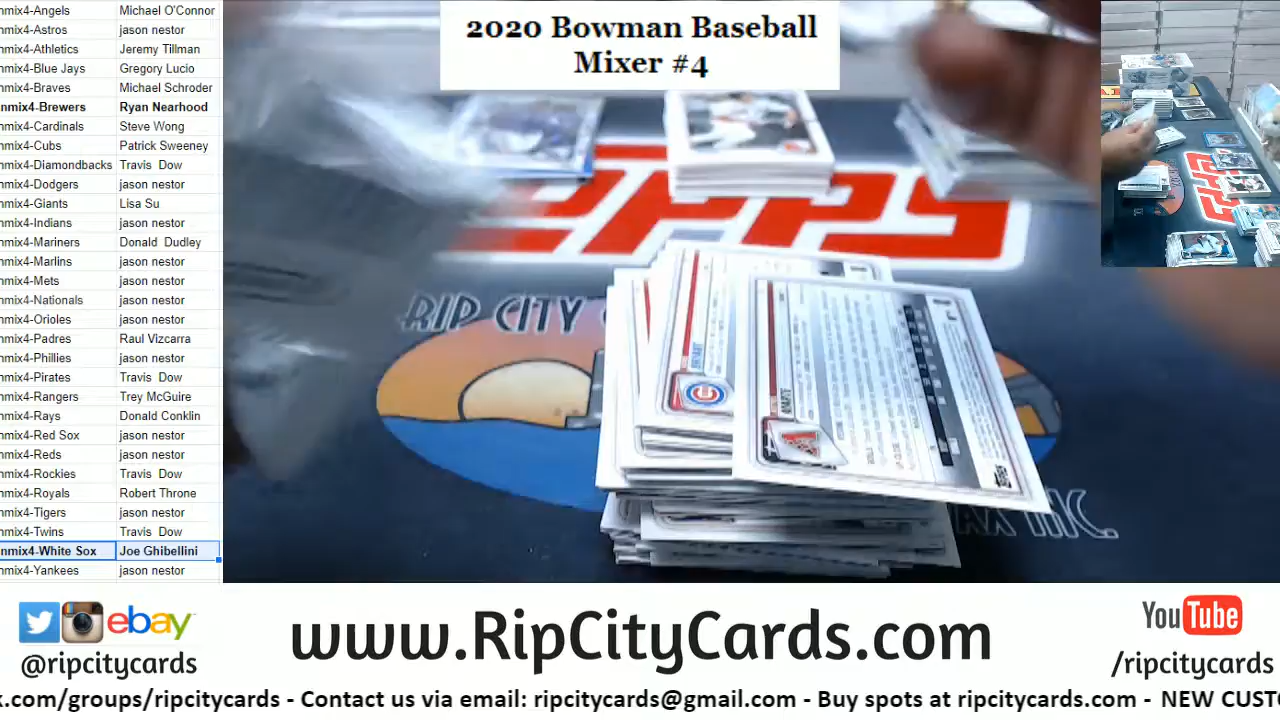 nmix4-Angels Michael O'Connor
nmix4-Astros jason nestor
nmix4-Athletics Jeremy Tillman
nmix4-Blue Jays Gregory Lucio
nmix4-Braves Michael Schroder
nmix4-Brewers Ryan Nearhood
nmix4-Cardinals Steve Wong
nmix4-Cubs Patrick Sweeney
nmix4-Diamondbacks Travis Dow
nmix4-Dodgers jason nestor
nmix4-Giants Lisa Su
nmix4-Indians jason nestor
nmix4-Mariners Donald Dudley
nmix4-Marlins jason nestor
nmix4-Mets jason nestor
nmix4-Nationals jason nestor
nmix4-Orioles jason nestor
nmix4-Padres Raul Vizcarra
nmix4-Phillies jason nestor
nmix4-Pirates Travis Dow
nmix4-Rangers Trey McGuire
nmix4-Rays Donald Conklin
nmix4-Red Sox jason nestor
nmix4-Reds jason nestor
nmix4-Rockies Travis Dow
nmix4-Royals Robert Throne
nmix4-Tigers jason nestor
nmix4-Twins Travis Dow
nmix4-White Sox Joe Ghibellini
nmix4-Yankees jason nestor
2020 Bowman Baseball
Mixer #4
RIP CITY
INC.
ebay
@ripcitycards
www.RipCityCards.com
YouTube
/ripcitycards
k.com/groups/ripcitycards - Contact us via email: ripcitycards@gmail.com - Buy spots at ripcitycards.com - NEW CUSTO